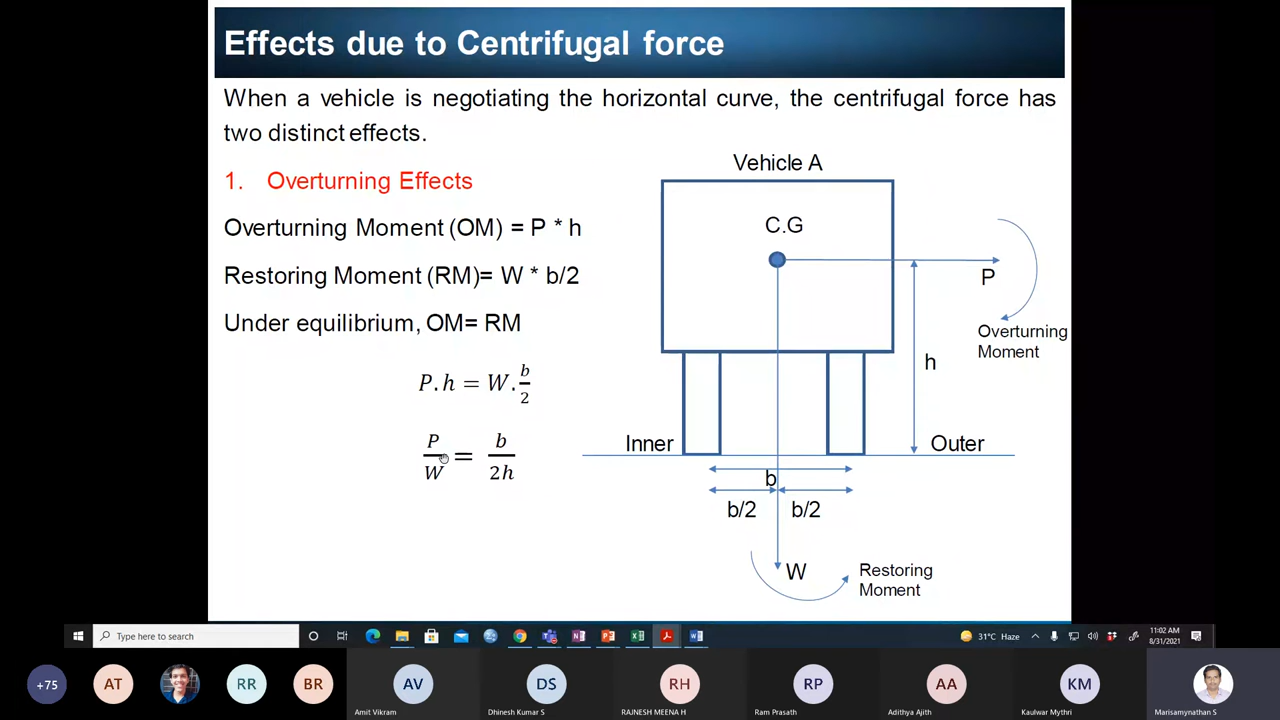 Effects due to Centrifugal force
When a vehicle is negotiating the horizontal curve, the centrifugal force has
two distinct effects.
1. Overturning Effects
Overturning Moment (OM) = P * h
Restoring Moment (RM)= W * b/2
Under equilibrium, OM= RM
P.h = W.b/2
P/W = b/2h
Vehicle A
C.G
P
Overturning
Moment
h
Inner
Outer
b
b/2
b/2
W
Restoring
Moment
Type here to search
31°C Haze
11:02 AM
8/31/2021
+75
AT
RR
BR
AV
Amit Vikram
DS
Dhinesh Kumar S
RH
RAJNESH MEENA H
RP
Ram Prasath
AA
Adithya Ajith
KM
Kaulwar Mythri
Marisamynathan S